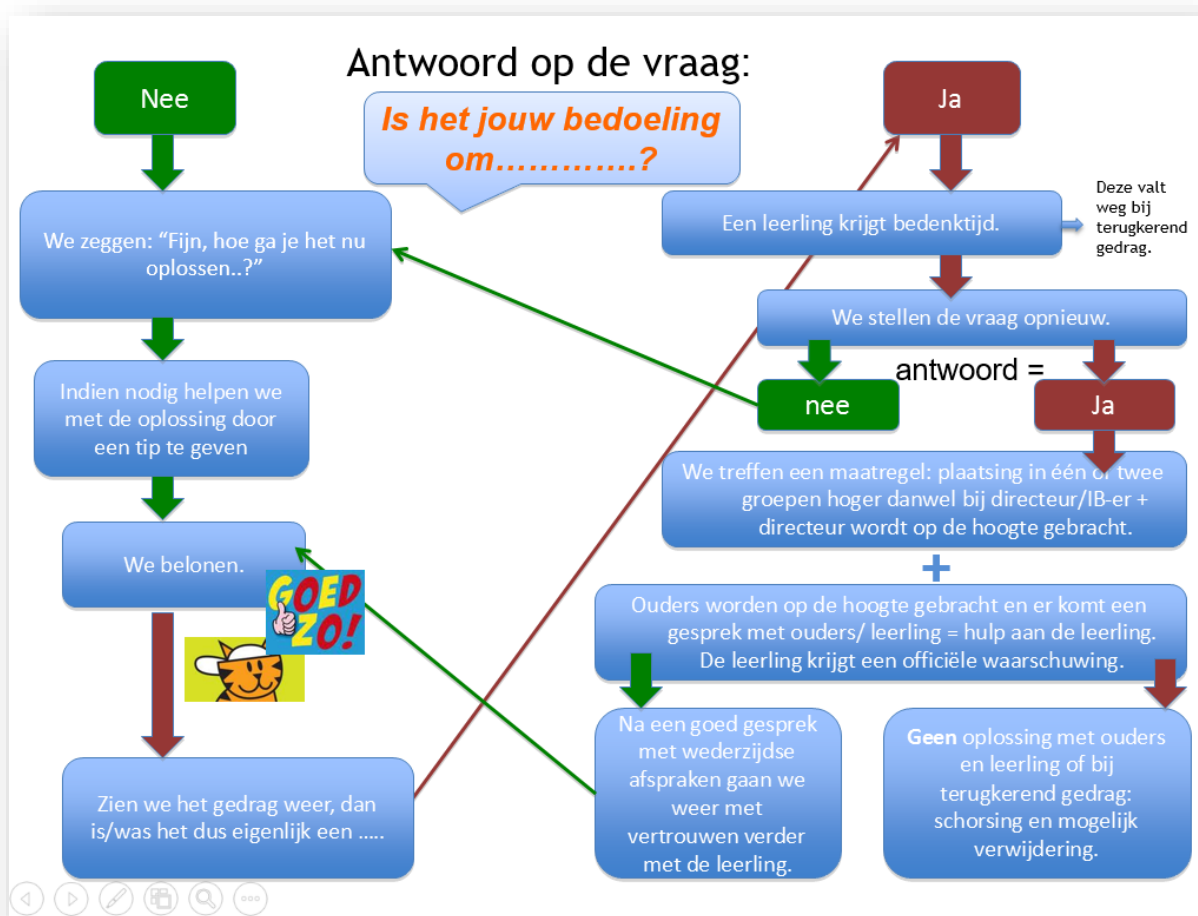 Antwoord op de vraag:
Is het jouw bedoeling
om………….?
Nee
We zeggen: “Fijn, hoe ga je het nu
oplossen..?”
Indien nodig helpen we
met de oplossing door
een tip te geven
We belonen.
GOED
ZO!
Zien we het gedrag weer, dan
is/was het dus eigenlijk een …..
Ja
Een leerling krijgt bedenktijd.
Deze valt
weg bij
terugkerend
gedrag.
We stellen de vraag opnieuw.
antwoord =
nee
Ja
We treffen een maatregel: plaatsing in één of twee
groepen hoger danwel bij directeur/IB-er +
directeur wordt op de hoogte gebracht.
+
Ouders worden op de hoogte gebracht en er komt een
gesprek met ouders/ leerling = hulp aan de leerling.
De leerling krijgt een officiële waarschuwing.
Na een goed gesprek
met wederzijdse
afspraken gaan we
weer met
vertrouwen verder
met de leerling.
Geen oplossing met ouders
en leerling of bij
terugkerend gedrag:
schorsing en mogelijk
verwijdering.